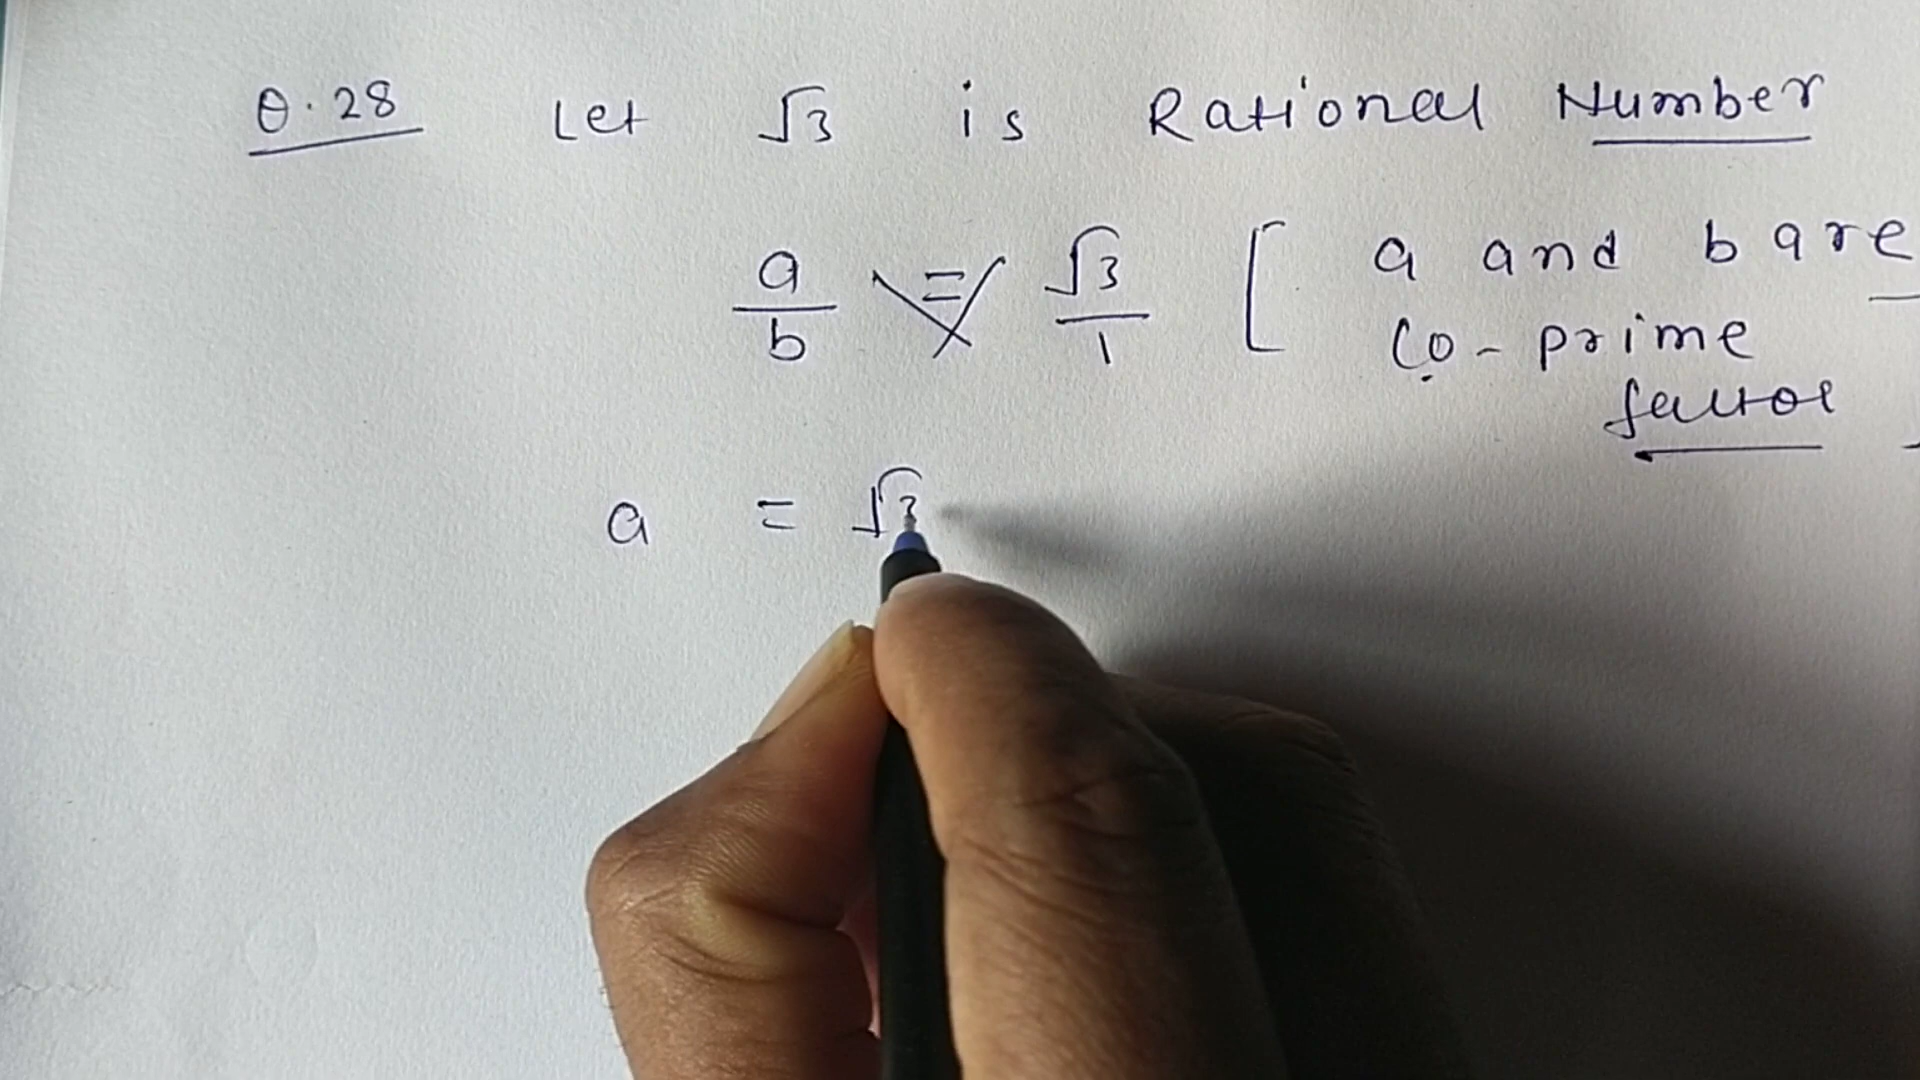 Q.28 Let √3 is Rational Number
a/b = √3/1 [ a and b are
Co-prime
factor
a = √3